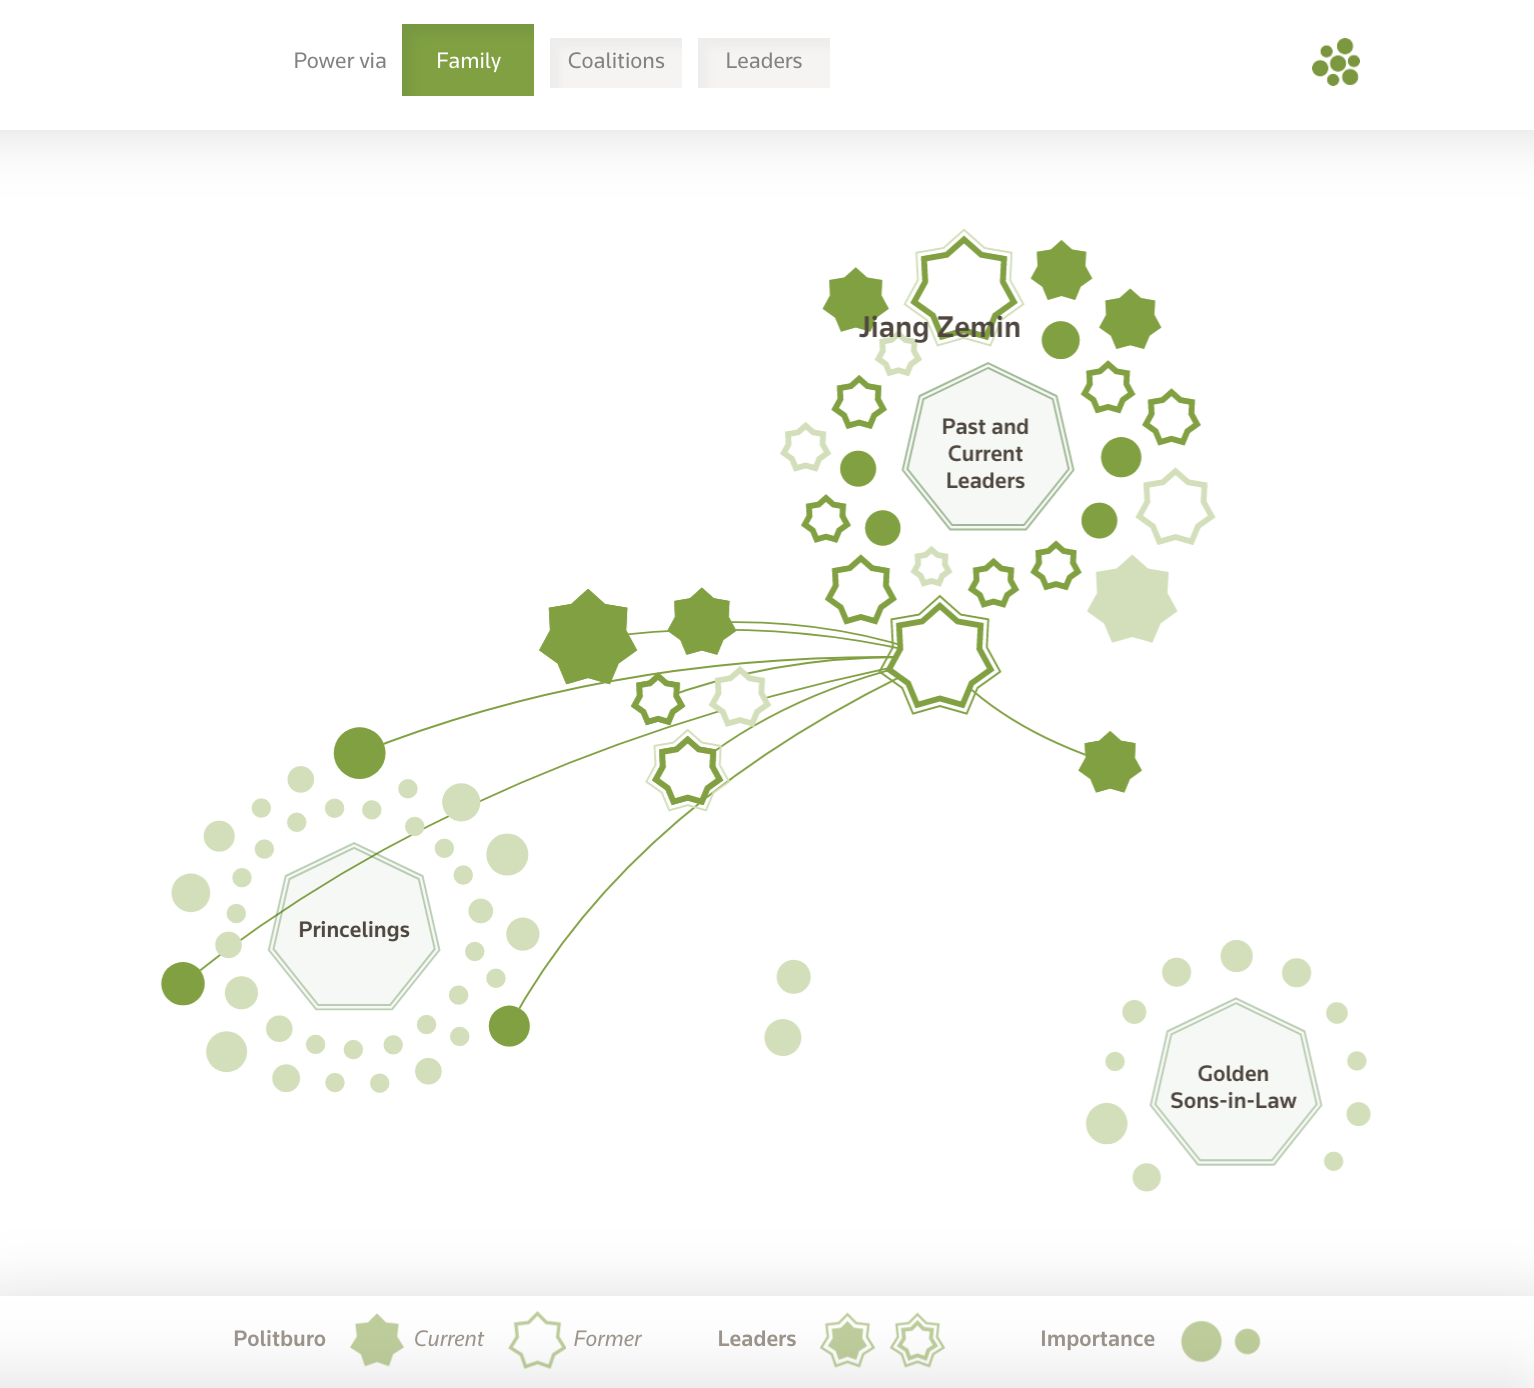 Power via Family Coalitions Leaders
Jiang Zemin
Past and
Current
Leaders
Princelings
Golden
Sons-in-Law
Politburo Current Former Leaders Importance